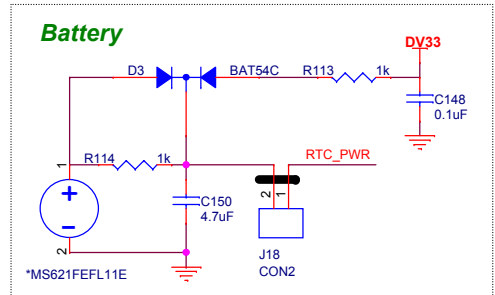 Battery
DV33
D3
BAT54C
R113
1k
C148
0.1uF
RTC_PWR
1
R114
1k
C150
4.7uF
2
1
2
J18
CON2
*MS621FEFL11E